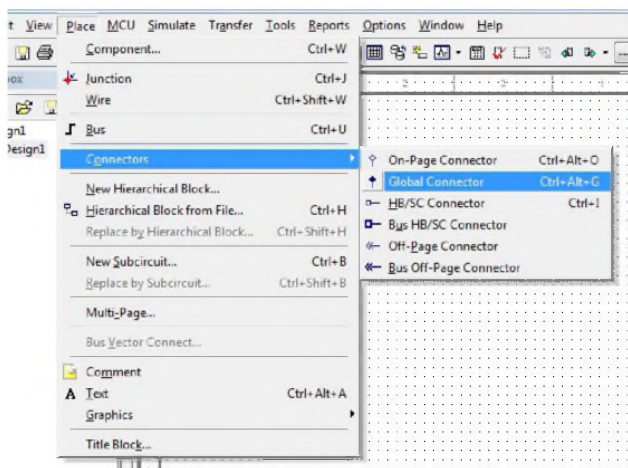 t View Place MCU Simulate Transfer Tools Reports Options Window Help
Component... Ctrl+W
Junction Ctrl+J
Wire Ctrl+Shift+W
Bus Ctrl+U
Connectors
New Hierarchical Block...
Hierarchical Block from File... Ctrl+H
Replace by Hierarchical Block... Ctrl+Shift+H
New Subcircuit... Ctrl+B
Replace by Subcircuit... Ctrl+Shift+B
Multi-Page...
Bus Vector Connect...
Comment
A Text Ctrl+Alt+A
Graphics
Title Block...
On-Page Connector Ctrl+Alt+O
Global Connector Ctrl+Alt+G
HB/SC Connector Ctrl+I
Bus HB/SC Connector
Off-Page Connector
Bus Off-Page Connector
box
gn1
Design1